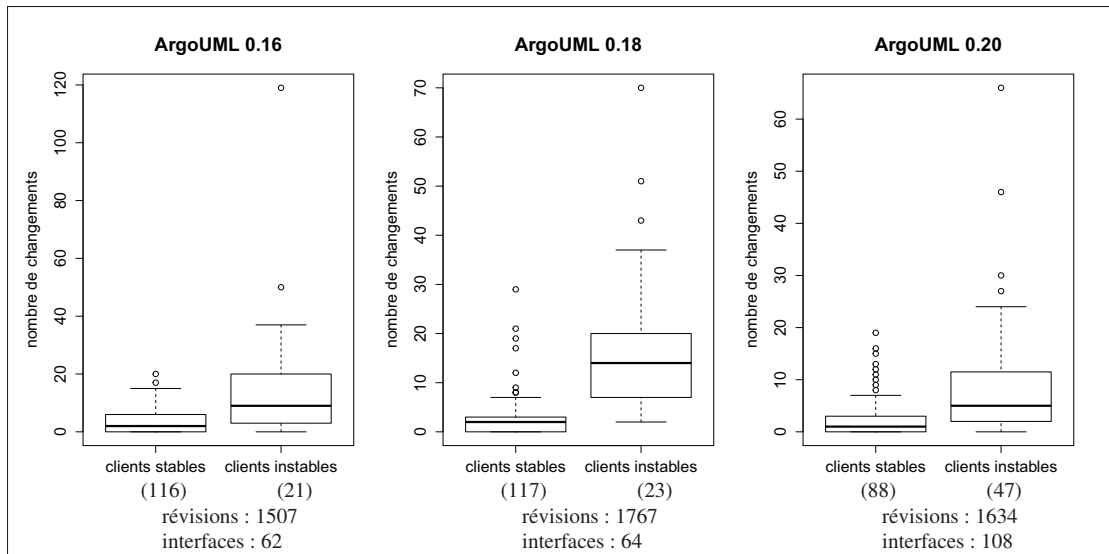 ArgoUML 0.16
nombre de changements
120
100
80
60
40
20
0
clients stables
clients instables
(116)
(21)
révisions : 1507
interfaces : 62
ArgoUML 0.18
nombre de changements
70
60
50
40
30
20
10
0
clients stables
clients instables
(117)
(23)
révisions : 1767
interfaces : 64
ArgoUML 0.20
nombre de changements
60
50
40
30
20
10
0
clients stables
clients instables
(88)
(47)
révisions : 1634
interfaces : 108